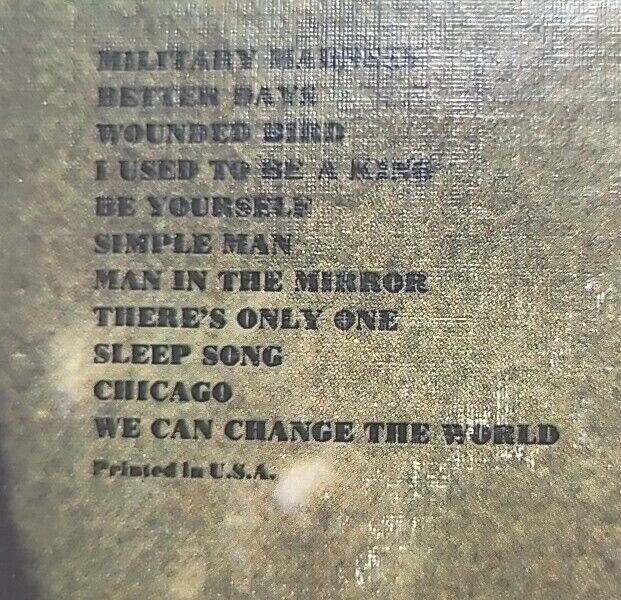 MILITARY MADNESS
BETTER DAYS
WOUNDED BIRD
I USED TO BE A KING
BE YOURSELF
SIMPLE MAN
MAN IN THE MIRROR
THERE'S ONLY ONE
SLEEP SONG
CHICAGO
WE CAN CHANGE THE WORLD
Printed in U.S.A.